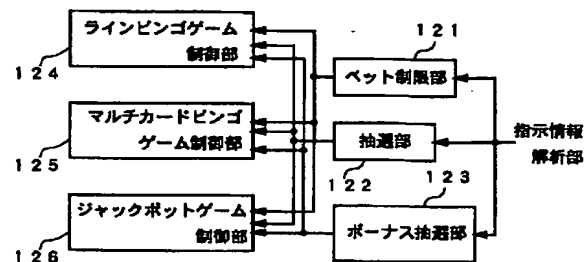 ラインビンゴゲーム
制御部
124
マルチカードビンゴ
ゲーム制御部
125
ジャックポットゲーム
制御部
126
121
ベット制限部
抽選部
122
123
ボーナス抽選部
指示情報
解析部